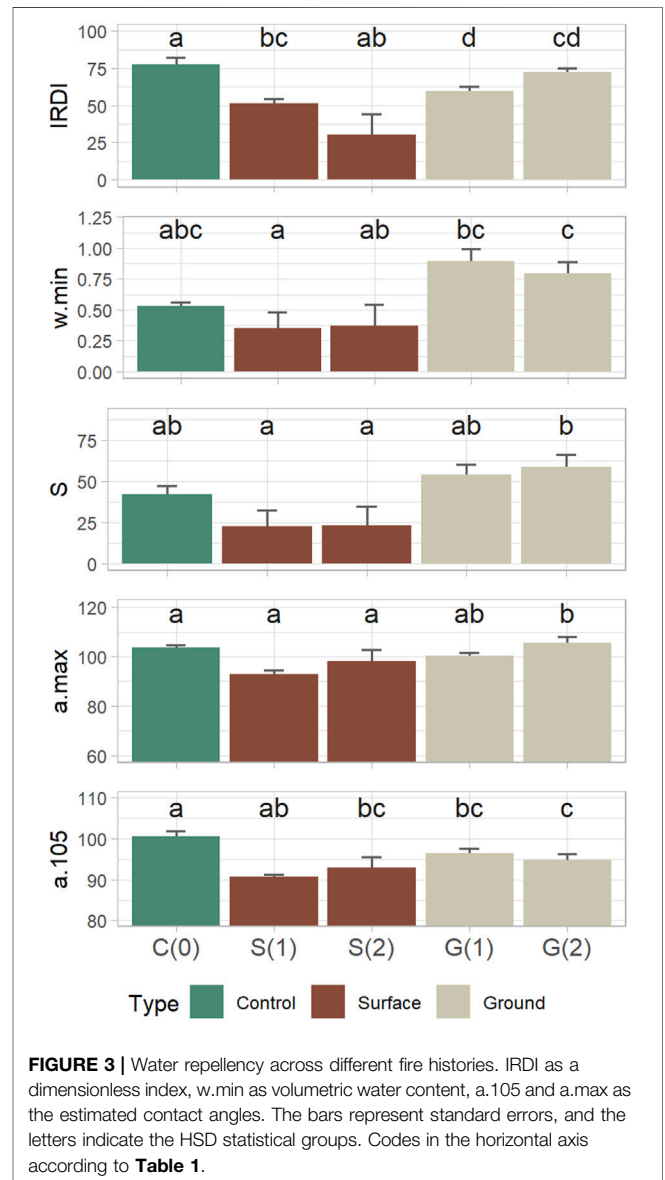 100
a bc ab d cd
75
IRDI
50
25
0
1.25
abc a ab bc c
1.00
w.min
0.75
0.50
0.25
0.00
ab a a ab b
75
S
50
25
0
120
a a a ab b
a.max
100
80
60
110
a ab bc bc c
a.105
100
90
80
C(0) S(1) S(2) G(1) G(2)
Type Control Surface Ground
FIGURE 3 | Water repellency across different fire histories. IRDI as a
dimensionless index, w.min as volumetric water content, a.105 and a.max as
the estimated contact angles. The bars represent standard errors, and the
letters indicate the HSD statistical groups. Codes in the horizontal axis
according to Table 1.